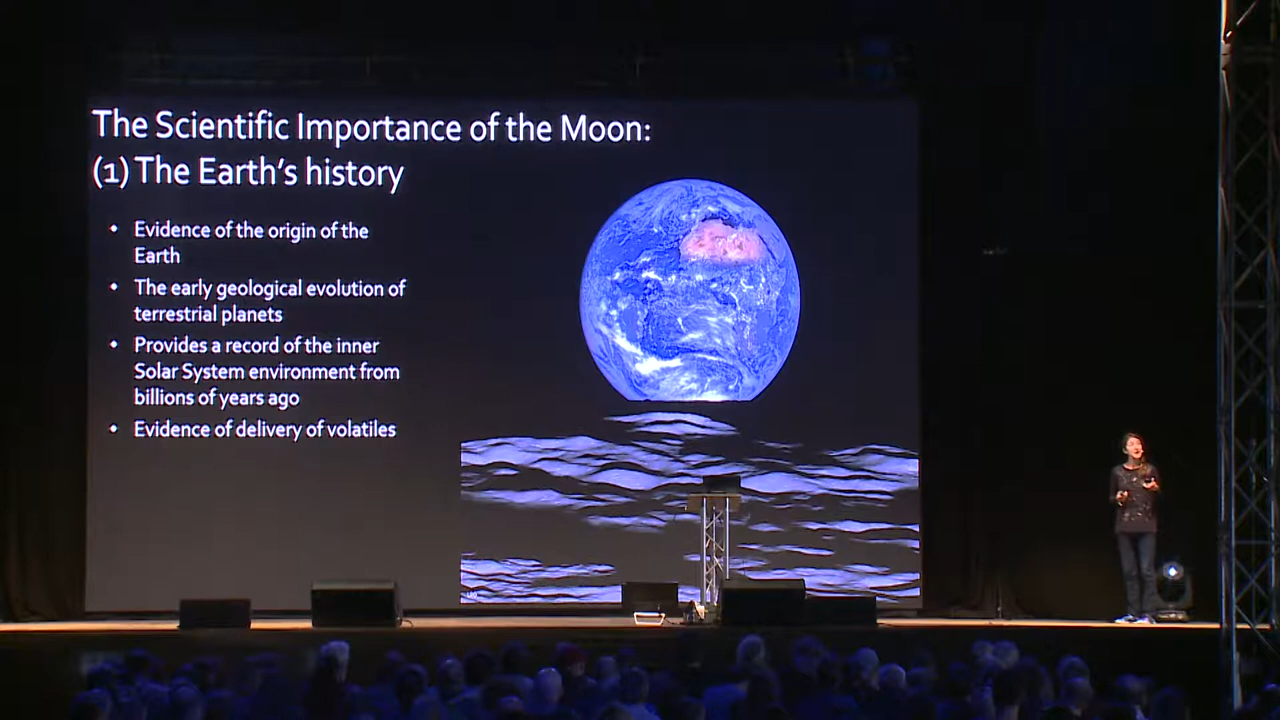 The Scientific Importance of the Moon:
(1) The Earth's history
• Evidence of the origin of the
Earth
• The early geological evolution of
terrestrial planets
• Provides a record of the inner
Solar System environment from
billions of years ago
• Evidence of delivery of volatiles